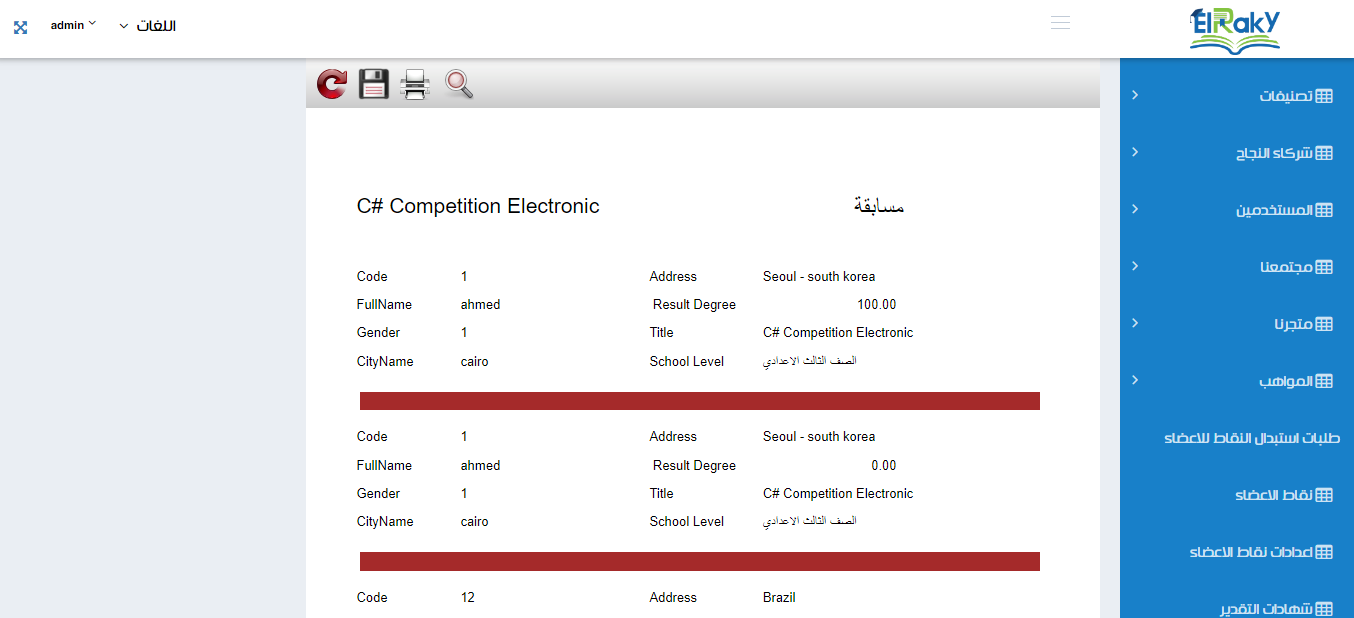 admin
اللغات
ElRaky
C# Competition Electronic مسابقة
Code 1 Address Seoul - south korea
FullName ahmed Result Degree 100.00
Gender 1 Title C# Competition Electronic
CityName cairo School Level الصف الثالث الاعدادي
Code 1 Address Seoul - south korea
FullName ahmed Result Degree 0.00
Gender 1 Title C# Competition Electronic
CityName cairo School Level الصف الثالث الاعدادي
Code 12 Address Brazil
تصنيفات
شركاء النجاح
المستخدمين
مجتمعنا
متجرنا
المواهب
طلبات استبدال النقاط للاعضاء
نقاط الاعضاء
اعدادات نقاط الاعضاء
شهادات التقدير